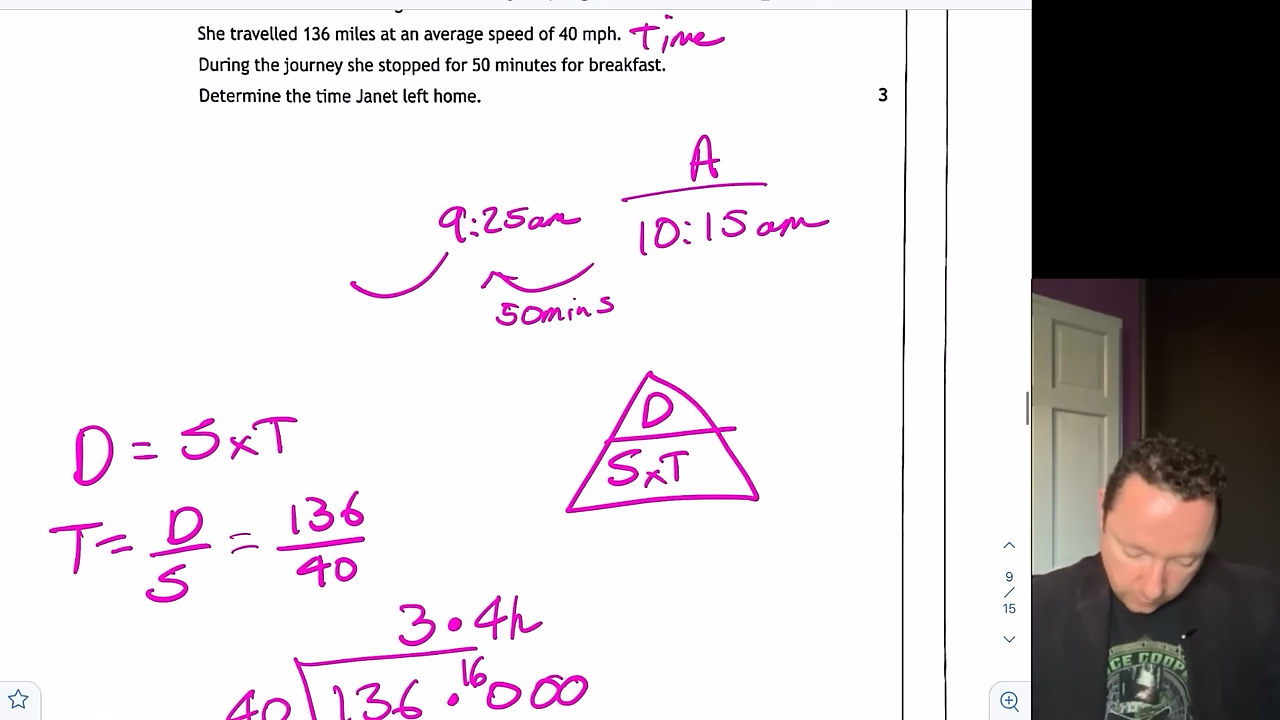 She travelled 136 miles at an average speed of 40 mph. Time
During the journey she stopped for 50 minutes for breakfast.
Determine the time Janet left home.
3
A
9:25am
10:15am
50mins
D
S×T
D = S×T
T = D/S = 136/40
3.4h
40 136.16000
9
/
15
CE COOP